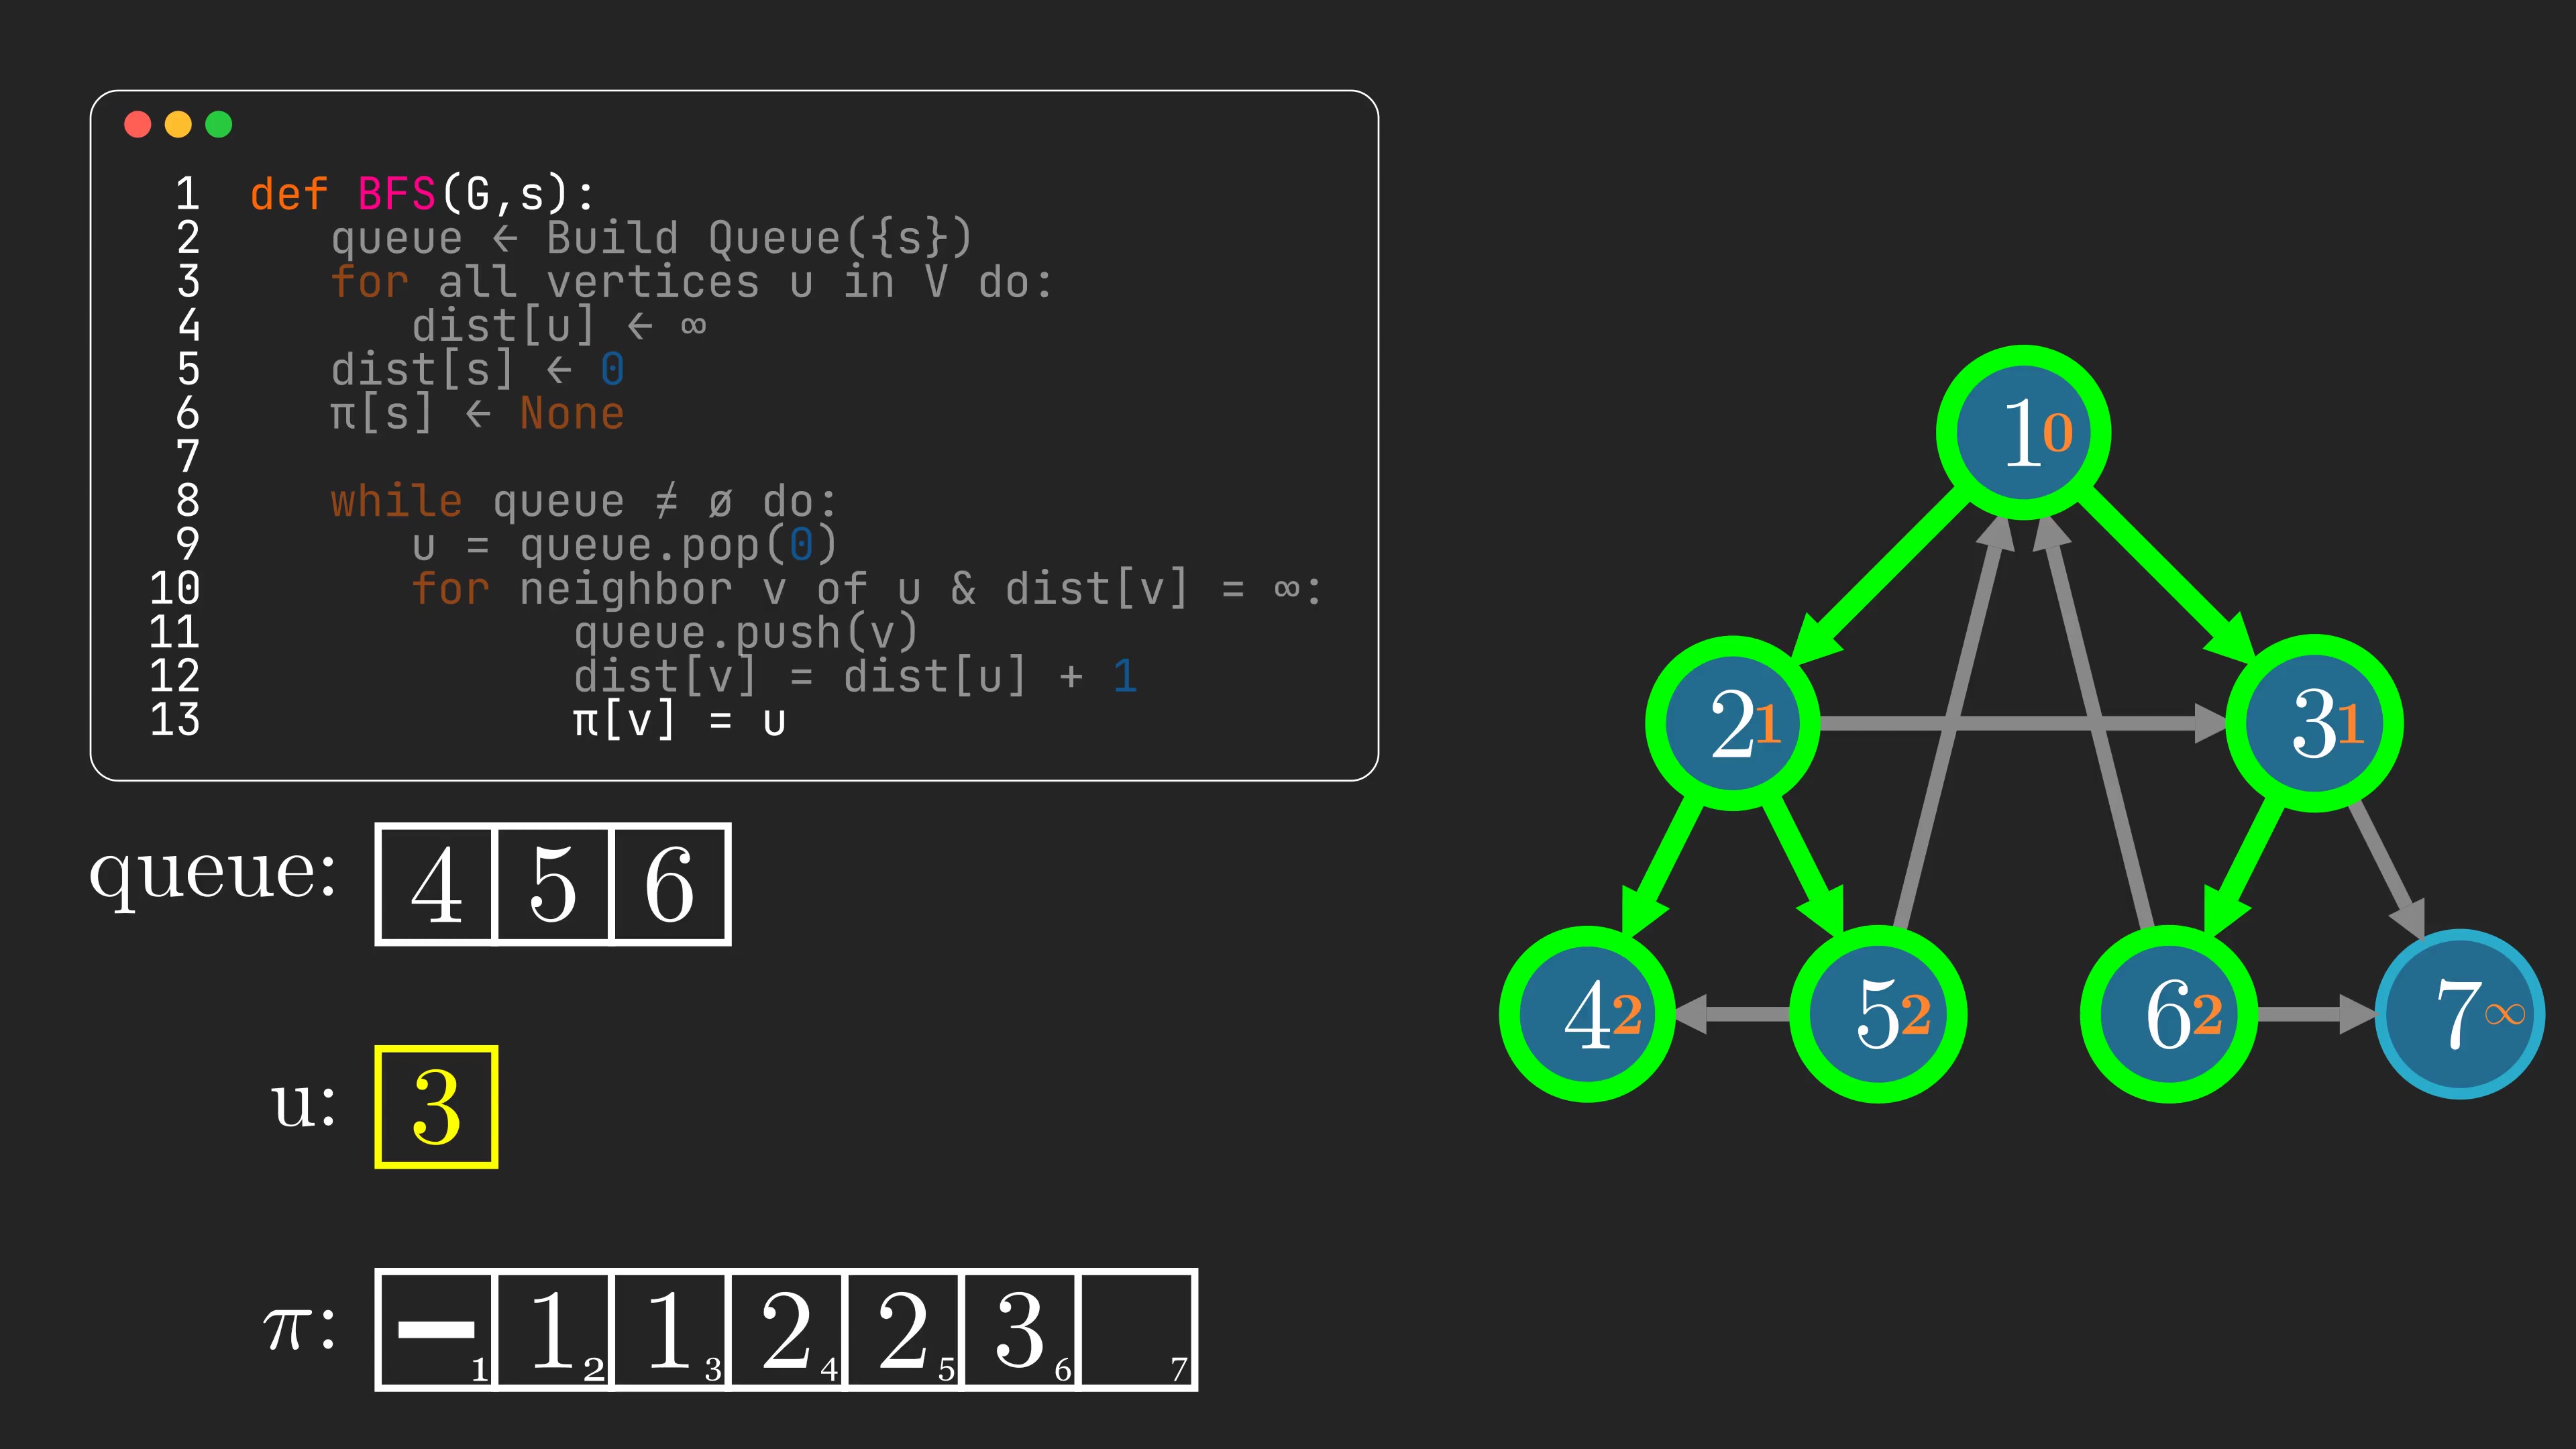 1 def BFS(G,s):
2 queue ← Build Queue({s})
3 for all vertices u in V do:
4 dist[u] ← ∞
5 dist[s] ← 0
6 π[s] ← None
7
8 while queue ≠ ø do:
9 u = queue.pop(0)
10 for neighbor v of u & dist[v] = ∞:
11 queue.push(v)
12 dist[v] = dist[u] + 1
13 π[v] = u
queue: 4 5 6
u: 3
π: – 1 1 1 2 1 3 2 4 2 5 3 6 7
1 0
2 1 3 1
4 2 5 2 6 2 7 ∞